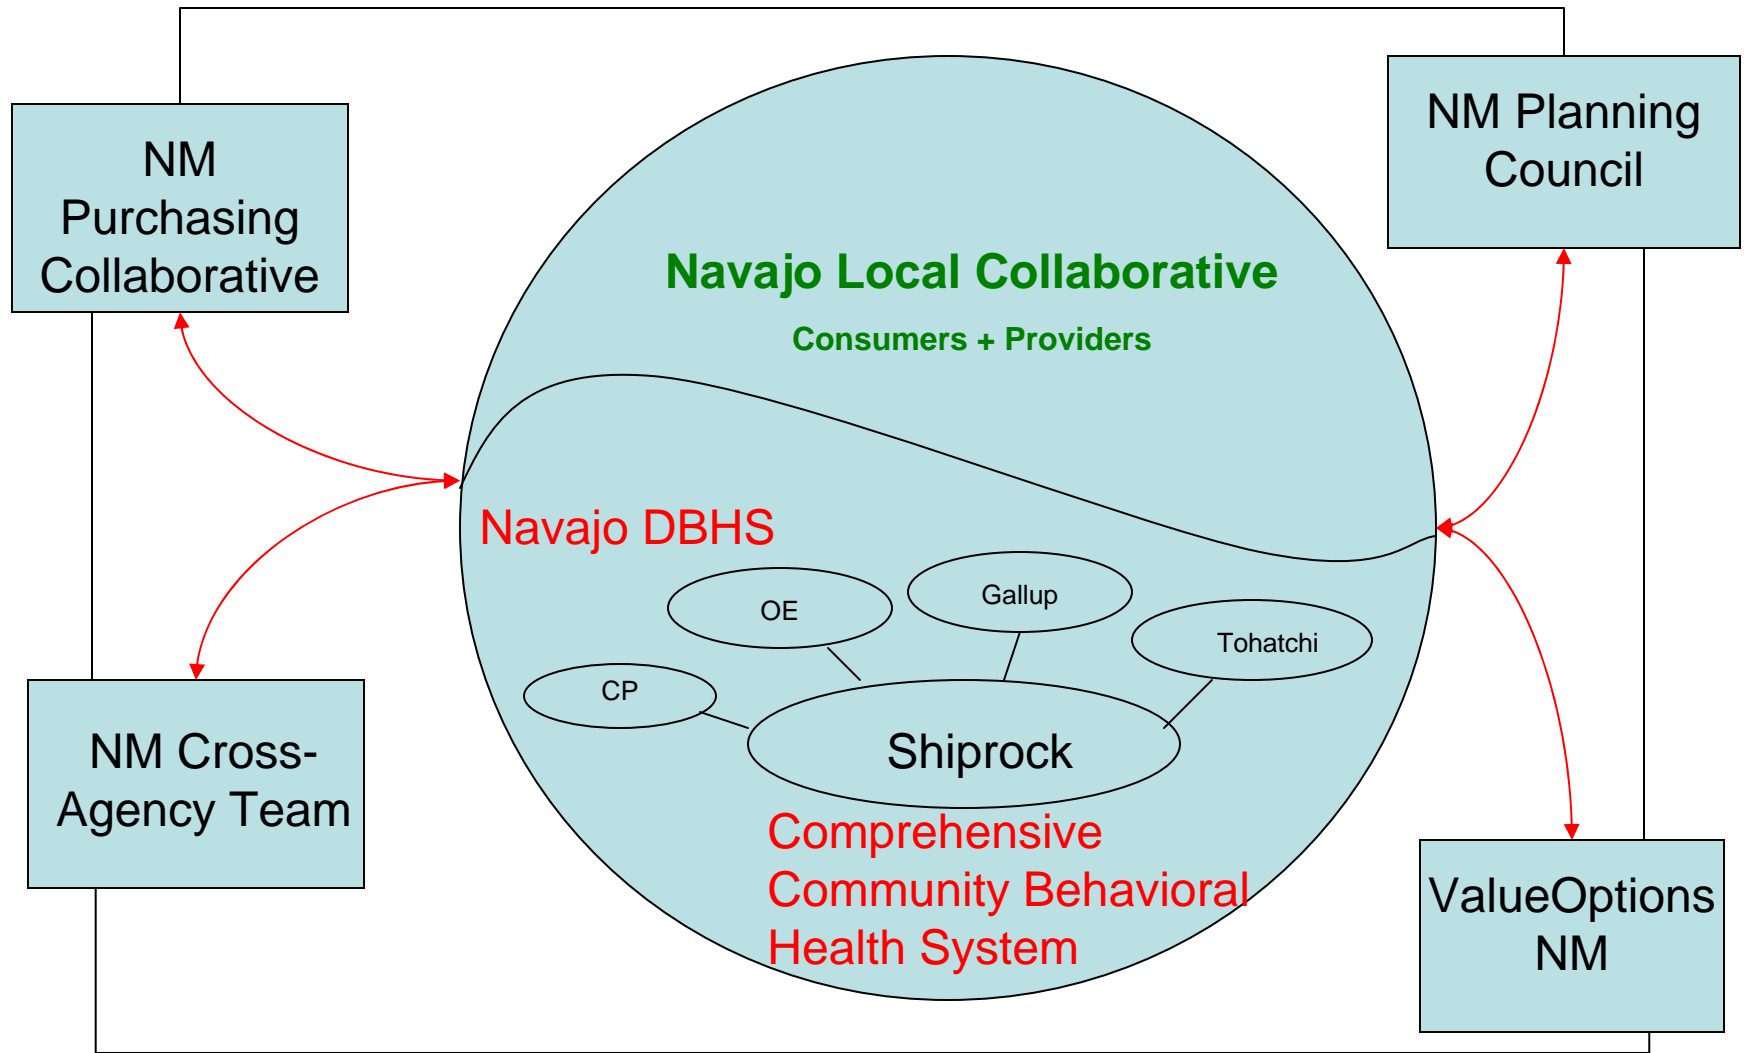 NM
Purchasing
Collaborative
NM Planning
Council
Navajo Local Collaborative
Consumers + Providers
Navajo DBHS
OE
Gallup
Tohatchi
CP
Shiprock
NM Cross-
Agency Team
Comprehensive
Community Behavioral
Health System
ValueOptions
NM